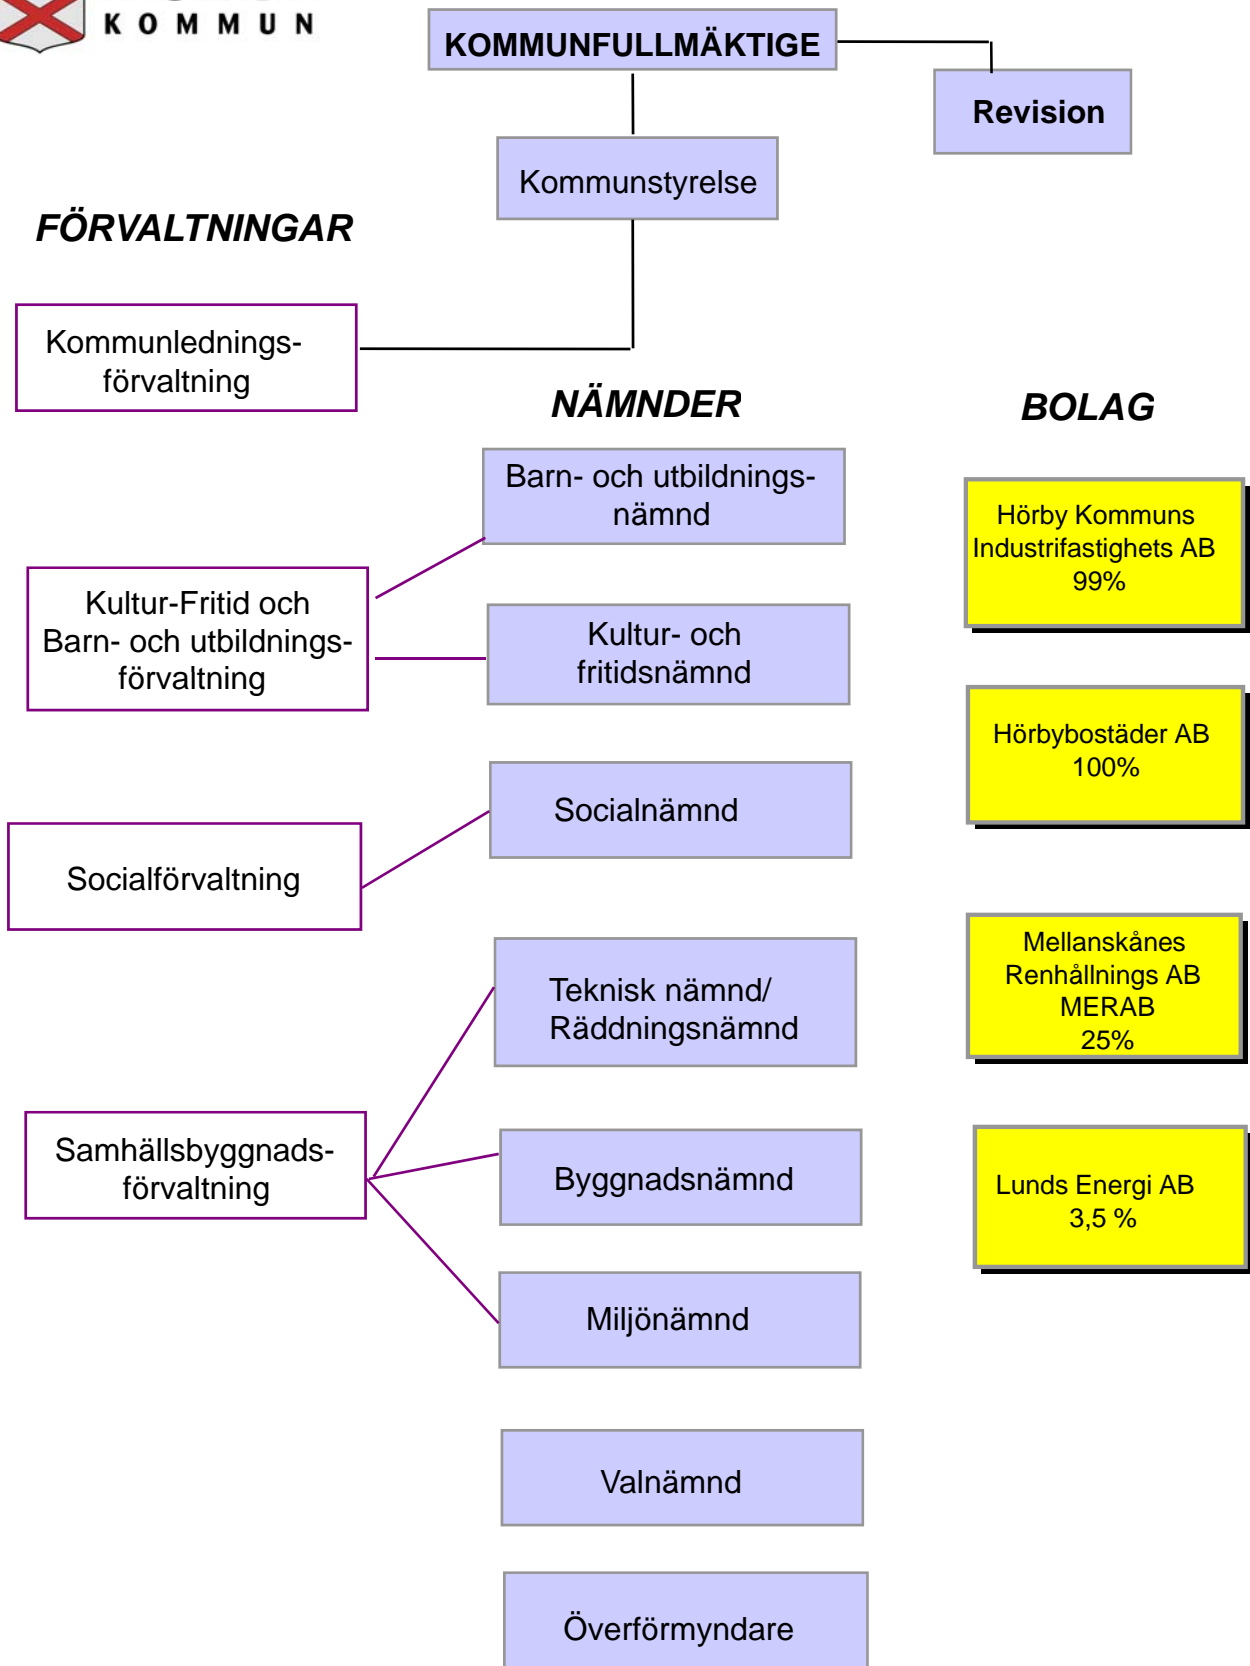 KOMMUN
KOMMUNFULLMÄKTIGE
Revision
Kommunstyrelse
FÖRVALTNINGAR
Kommunlednings-
förvaltning
NÄMNDER
BOLAG
Barn- och utbildnings-
nämnd
Hörby Kommuns
Industrifastighets AB
99%
Kultur-Fritid och
Barn- och utbildnings-
förvaltning
Kultur- och
fritidsnämnd
Hörbybostäder AB
100%
Socialnämnd
Socialförvaltning
Mellanskånes
Renhållnings AB
MERAB
25%
Teknisk nämnd/
Räddningsnämnd
Samhällsbyggnads-
förvaltning
Byggnadsnämnd
Lunds Energi AB
3,5 %
Miljönämnd
Valnämnd
Överförmyndare